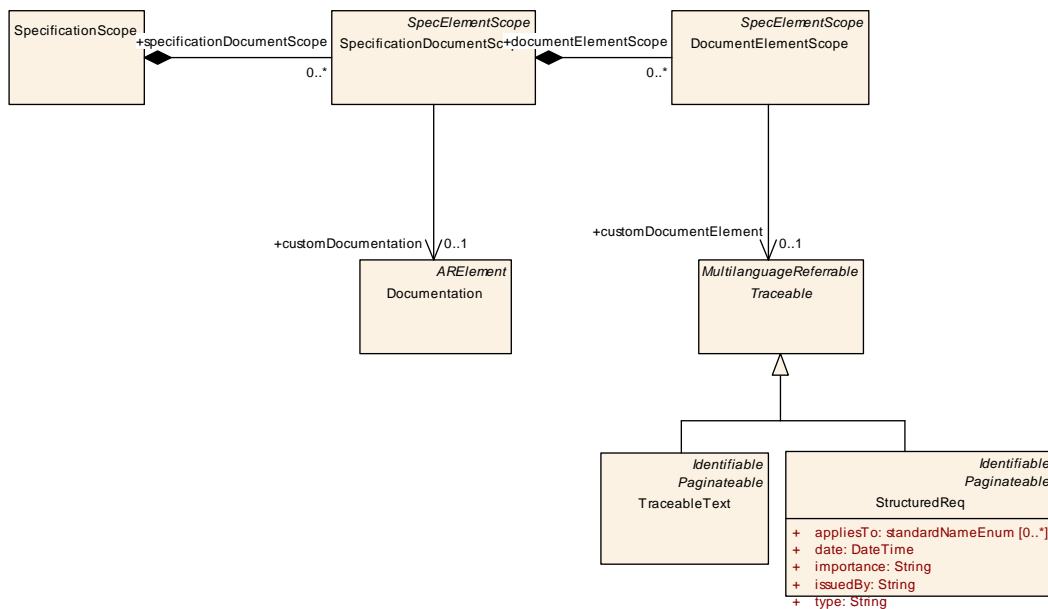 SpecElementScope
SpecElementScope
SpecificationScope
+specificationDocumentScope
SpecificationDocumentSc
+documentElementScope
DocumentElementScope
0..*
0..*
+customDocumentation
0..1
+customDocumentElement
0..1
ARElement
Documentation
MultilanguageReferrable
Traceable
Identifiable
Paginateable
TraceableText
Identifiable
Paginateable
StructuredReq
+ appliesTo: standardNameEnum [0..*]
+ date: DateTime
+ importance: String
+ issuedBy: String
+ type: String